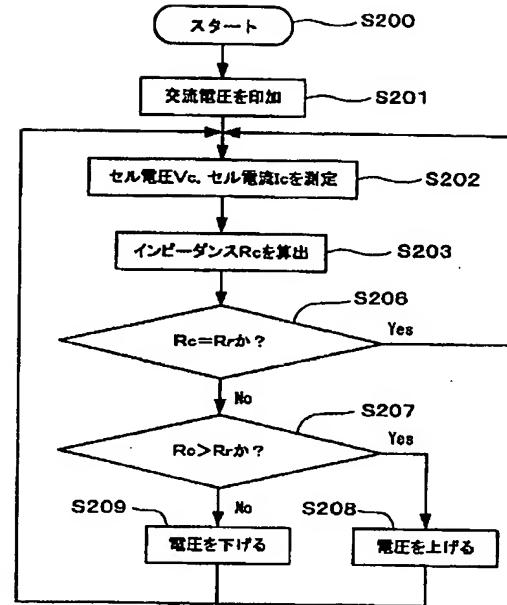 スタート
S200
交流電圧を印加
S201
セル電圧Vc、セル電流Icを測定
S202
インピーダンスRcを算出
S203
S206
Rc=Rrか?
Yes
No
S207
Rc>Rrか?
Yes
No
S209
S208
電圧を下げる
電圧を上げる